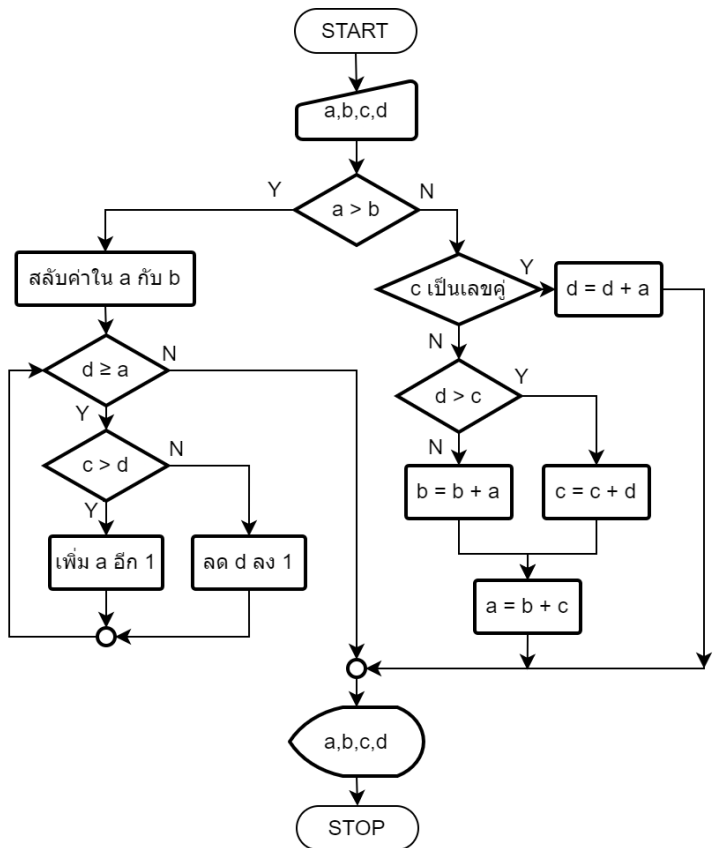 START
a,b,c,d
Y
N
a > b
สลับค่าใน a กับ b
c เป็นเลขคู่
Y
d = d + a
N
d ≥ a
N
Y
d > c
Y
c > d
N
Y
N
b = b + a
c = c + d
เพิ่ม a อีก 1
ลด d ลง 1
a = b + c
a,b,c,d
STOP